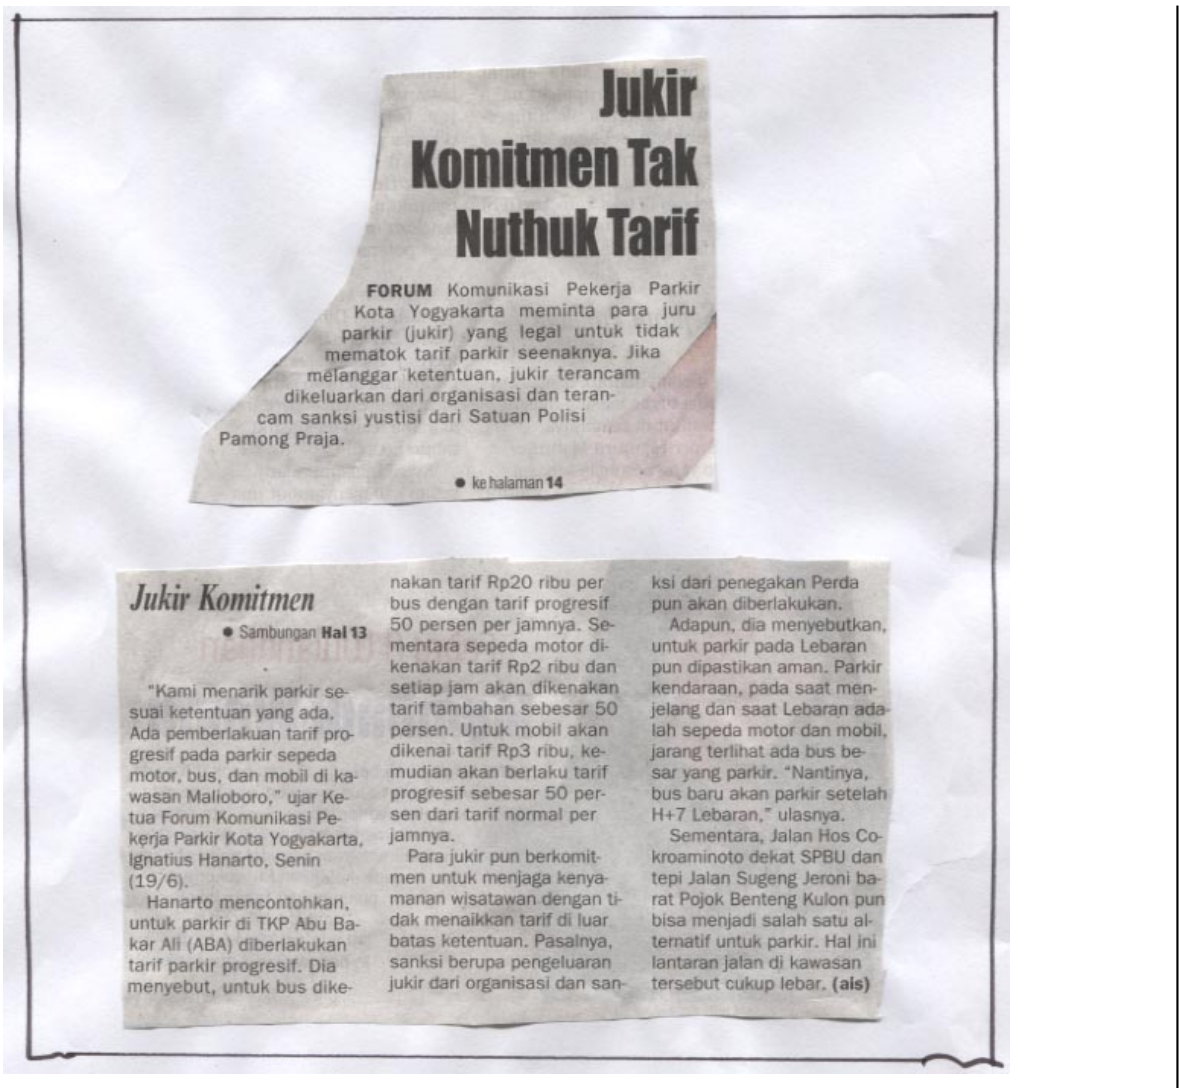 Jukir
Komitmen Tak
Nuthuk Tarif
FORUM Komunikasi Pekerja Parkir
Kota Yogyakarta meminta para juru
parkir (jukir) yang legal untuk tidak
mematok tarif parkir seenaknya. Jika
melanggar ketentuan, jukir terancam
dikeluarkan dari organisasi dan teran-
cam sanksi yustisi dari Satuan Polisi
Pamong Praja.
● ke halaman 14
Jukir Komitmen
● Sambungan Hal 13
"Kami menarik parkir se-
suai ketentuan yang ada.
Ada pemberlakuan tarif pro-
gresif pada parkir sepeda
motor, bus, dan mobil di ka-
wasan Malioboro," ujar Ke-
tua Forum Komunikasi Pe-
kerja Parkir Kota Yogyakarta,
Ignatius Hanarto, Senin
(19/6).
Hanarto mencontohkan,
untuk parkir di TKP Abu Ba-
kar Ali (ABA) diberlakukan
tarif parkir progresif. Dia
menyebut, untuk bus dike-
nakan tarif Rp20 ribu per
bus dengan tarif progresif
50 persen per jamnya. Se-
mentara sepeda motor di-
kenakan tarif Rp2 ribu dan
setiap jam akan dikenakan
tarif tambahan sebesar 50
persen. Untuk mobil akan
dikenai tarif Rp3 ribu, ke-
mudian akan berlaku tarif
progresif sebesar 50 per-
sen dari tarif normal per
jamnya.
Para jukir pun berkomit-
men untuk menjaga kenya-
manan wisatawan dengan ti-
dak menaikkan tarif di luar
batas ketentuan. Pasalnya,
sanksi berupa pengeluaran
jukir dari organisasi dan san-
ksi dari penegakan Perda
pun akan diberlakukan.
Adapun, dia menyebutkan,
untuk parkir pada Lebaran
pun dipastikan aman. Parkir
kendaraan, pada saat men-
jelang dan saat Lebaran ada-
lah sepeda motor dan mobil,
jarang terlihat ada bus be-
sar yang parkir. "Nantinya,
bus baru akan parkir setelah
H+7 Lebaran," ulasnya.
Sementara, Jalan Hos Co-
kroaminoto dekat SPBU dan
tepi Jalan Sugeng Jeroni ba-
rat Pojok Benteng Kulon pun
bisa menjadi salah satu al-
ternatif untuk parkir. Hal ini
lantaran jalan di kawasan
tersebut cukup lebar. (ais)